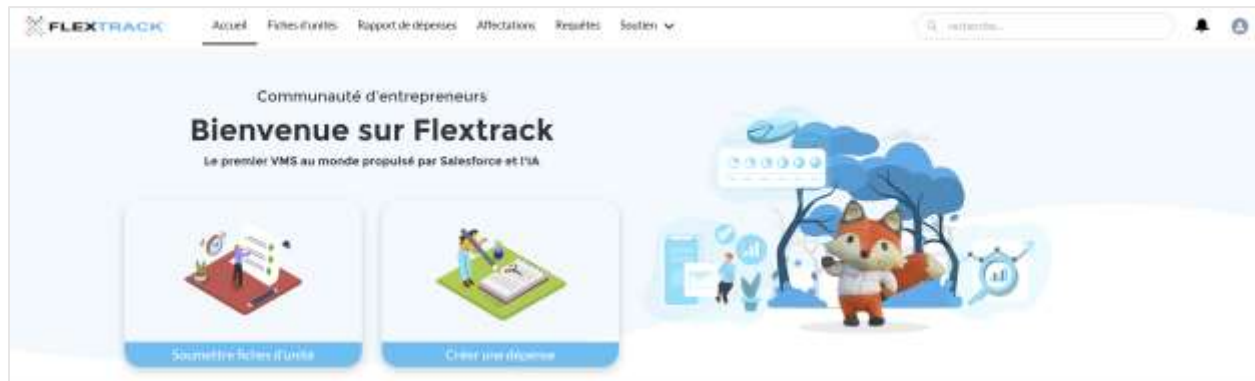 FLEXTRACK
Accueil Fiches d'unités Rapport de dépenses Affectations Requêtes Soutien
recherche...
Communauté d'entrepreneurs
Bienvenue sur Flextrack
Le premier VMS au monde propulsé par Salesforce et l'IA
Soumettre fiches d'unité
Créer une dépense